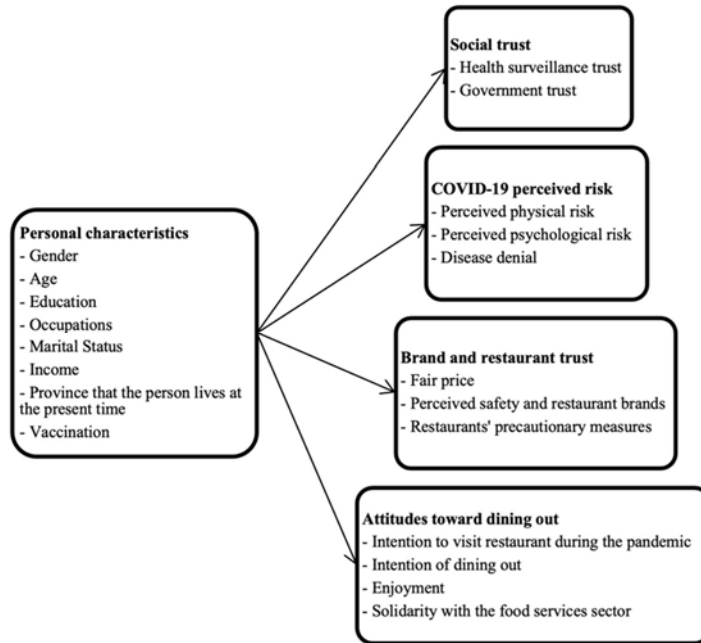 Social trust
- Health surveillance trust
- Government trust
COVID-19 perceived risk
- Perceived physical risk
- Perceived psychological risk
- Disease denial
Personal characteristics
- Gender
- Age
- Education
- Occupations
- Marital Status
- Income
- Province that the person lives at
the present time
- Vaccination
Brand and restaurant trust
- Fair price
- Perceived safety and restaurant brands
- Restaurants' precautionary measures
Attitudes toward dining out
- Intention to visit restaurant during the pandemic
- Intention of dining out
- Enjoyment
- Solidarity with the food services sector